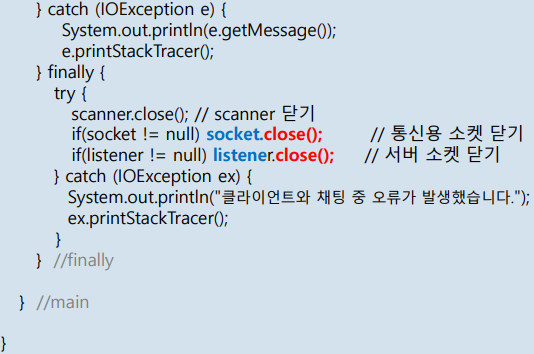 } catch (IOException e) {
System.out.println(e.getMessage());
e.printStackTracer();
} finally {
try {
scanner.close(); // scanner 닫기
if(socket != null) socket.close(); // 통신용 소켓 닫기
if(listener != null) listener.close(); // 서버 소켓 닫기
} catch (IOException ex) {
System.out.println("클라이언트와 채팅 중 오류가 발생했습니다.");
ex.printStackTracer();
}
} //finally
} //main
}